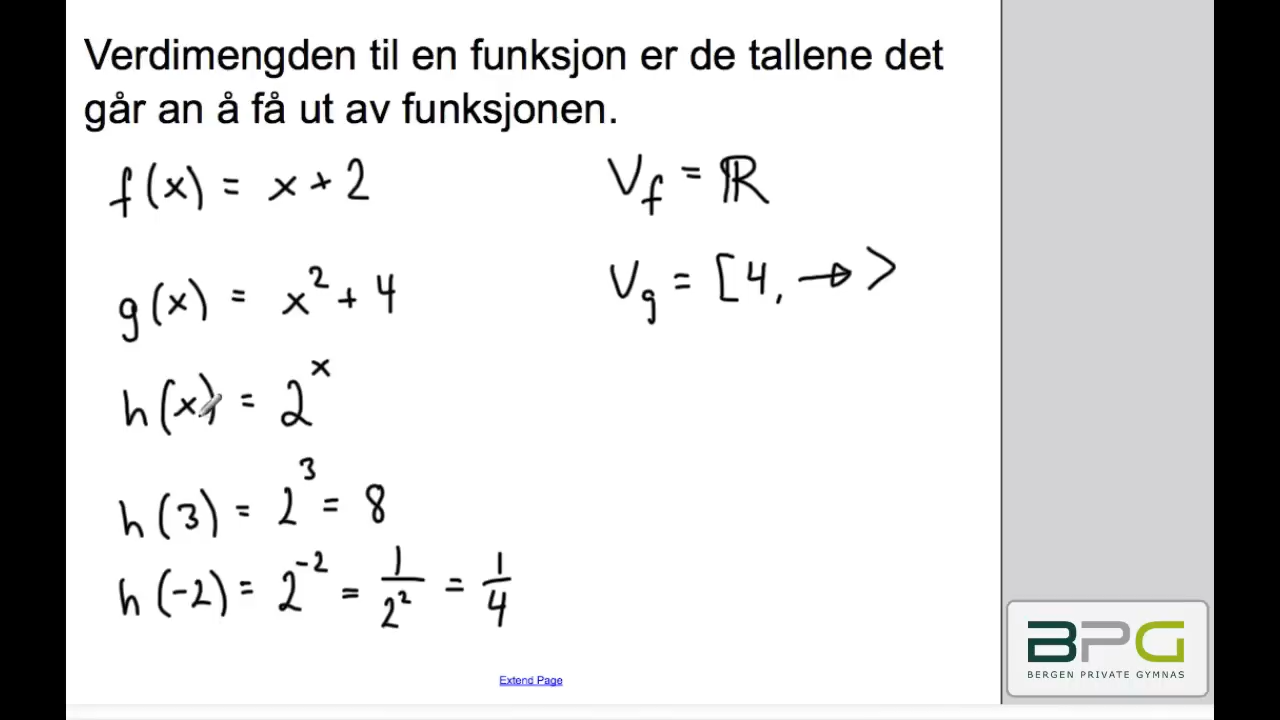 Verdimengden til en funksjon er de tallene det
går an å få ut av funksjonen.
f(x) = x + 2
V_f = ℝ
g(x) = x² + 4
V_g = [4, →>
h(x) = 2^x
h(3) = 2³ = 8
h(-2) = 2^-2 = 1/2² = 1/4
Extend Page
BPG
BERGEN PRIVATE GYMNAS